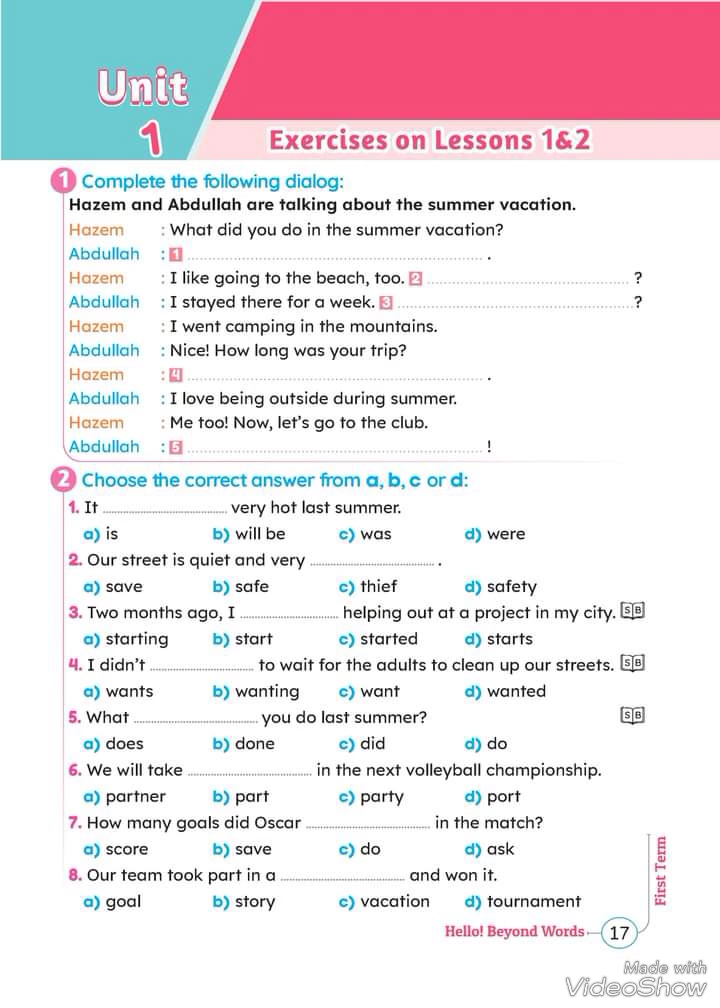 Unit
1
Exercises on Lessons 1&2
1 Complete the following dialog:
Hazem and Abdullah are talking about the summer vacation.
Hazem : What did you do in the summer vacation?
Abdullah : 1 ........................................ .
Hazem : I like going to the beach, too. 2 ........................................ ?
Abdullah : I stayed there for a week. 3 ........................................?
Hazem : I went camping in the mountains.
Abdullah : Nice! How long was your trip?
Hazem : 4 ........................................ .
Abdullah : I love being outside during summer.
Hazem : Me too! Now, let's go to the club.
Abdullah : 5 ........................................ !
2 Choose the correct answer from a, b, c or d:
1. It ........................................ very hot last summer.
a) is b) will be c) was d) were
2. Our street is quiet and very ........................................ .
a) save b) safe c) thief d) safety
3. Two months ago, I ................................ helping out at a project in my city. SB
a) starting b) start c) started d) starts
4. I didn't ................................ to wait for the adults to clean up our streets. SB
a) wants b) wanting c) want d) wanted
5. What ........................................ you do last summer? SB
a) does b) done c) did d) do
6. We will take ........................................ in the next volleyball championship.
a) partner b) part c) party d) port
7. How many goals did Oscar ........................................ in the match?
a) score b) save c) do d) ask
8. Our team took part in a ........................................ and won it.
a) goal b) story c) vacation d) tournament
First Term
Hello! Beyond Words 17
Made with
VideoShow